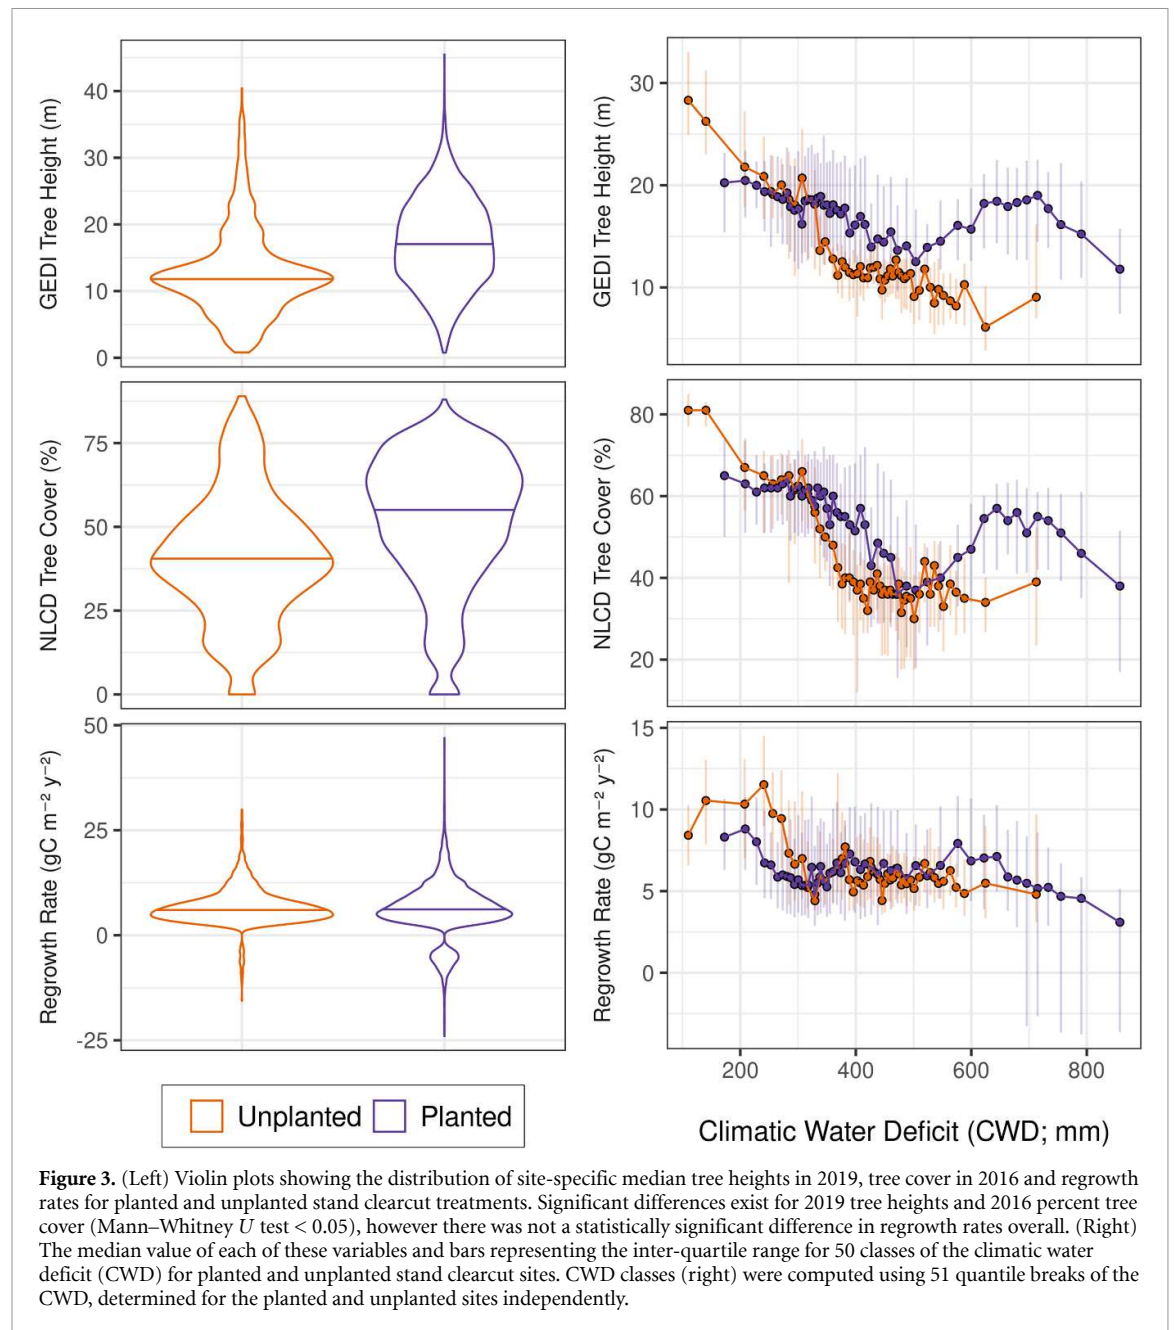 GEDI Tree Height (m)
40
30
20
10
0
GEDI Tree Height (m)
30
20
10
NLCD Tree Cover (%)
75
50
25
0
NLCD Tree Cover (%)
80
60
40
20
Regrowth Rate (gC m⁻² y⁻²)
50
25
0
-25
Regrowth Rate (gC m⁻² y⁻²)
15
10
5
0
200 400 600 800
Climatic Water Deficit (CWD; mm)
Unplanted Planted
Figure 3. (Left) Violin plots showing the distribution of site-specific median tree heights in 2019, tree cover in 2016 and regrowth
rates for planted and unplanted stand clearcut treatments. Significant differences exist for 2019 tree heights and 2016 percent tree
cover (Mann–Whitney U test < 0.05), however there was not a statistically significant difference in regrowth rates overall. (Right)
The median value of each of these variables and bars representing the inter-quartile range for 50 classes of the climatic water
deficit (CWD) for planted and unplanted stand clearcut sites. CWD classes (right) were computed using 51 quantile breaks of the
CWD, determined for the planted and unplanted sites independently.